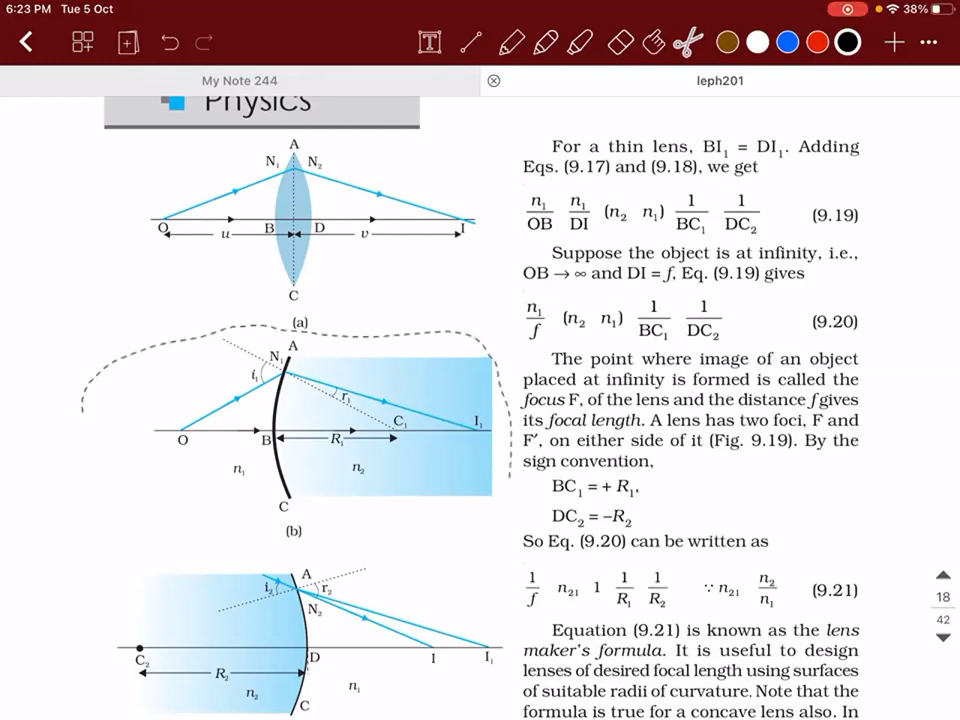 6:23 PM Tue 5 Oct
38%
T
My Note 244
leph201
Physics
A
N₁ N₂
O B D I
u v
C
(a)
A
N₁
i₁
r₁
C₁ I₁
O B R₁
n₁ n₂
C
(b)
A
i₂ r₂
N₂
C₂ D I I₁
R₂
n₂ n₁
C
For a thin lens, BI₁ = DI₁. Adding
Eqs. (9.17) and (9.18), we get
n₁/OB n₁/DI (n₂ n₁) 1/BC₁ 1/DC₂ (9.19)
Suppose the object is at infinity, i.e.,
OB → ∞ and DI = f, Eq. (9.19) gives
n₁/f (n₂ n₁) 1/BC₁ 1/DC₂ (9.20)
The point where image of an object
placed at infinity is formed is called the
focus F, of the lens and the distance f gives
its focal length. A lens has two foci, F and
F′, on either side of it (Fig. 9.19). By the
sign convention,
BC₁ = + R₁,
DC₂ = –R₂
So Eq. (9.20) can be written as
1/f n₂₁ 1 1/R₁ 1/R₂ ∵ n₂₁ n₂/n₁ (9.21)
Equation (9.21) is known as the lens
maker's formula. It is useful to design
lenses of desired focal length using surfaces
of suitable radii of curvature. Note that the
formula is true for a concave lens also. In
18
42